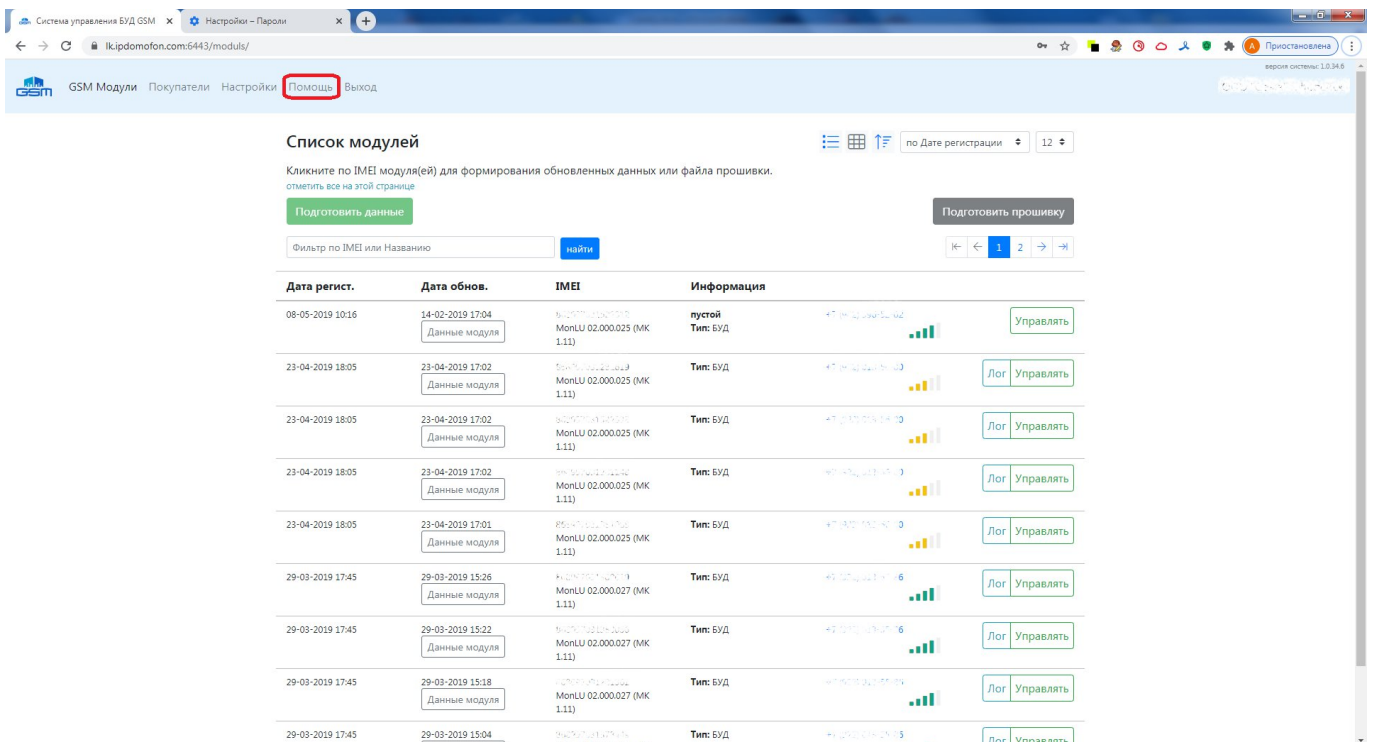 Система управления БУД GSM
Настройки – Пароли
lk.ipdomofon.com:6443/moduls/
Приостановлена
версия системы: 1.0.34.6
GSM
GSM Модули Покупатели Настройки Помощь Выход
Список модулей
по Дате регистрации
12
Кликните по IMEI модуля(ей) для формирования обновленных данных или файла прошивки.
отметить все на этой странице
Подготовить данные
Подготовить прошивку
Фильтр по IMEI или Названию
найти
1 2
Дата регист. Дата обнов. IMEI Информация
08-05-2019 10:16 14-02-2019 17:04 пустой
Данные модуля MonLU 02.000.025 (МК Тип: БУД Управлять
1.11)
23-04-2019 18:05 23-04-2019 17:02 Тип: БУД
Данные модуля MonLU 02.000.025 (МК Лог Управлять
1.11)
23-04-2019 18:05 23-04-2019 17:02 Тип: БУД
Данные модуля MonLU 02.000.025 (МК Лог Управлять
1.11)
23-04-2019 18:05 23-04-2019 17:02 Тип: БУД
Данные модуля MonLU 02.000.025 (МК Лог Управлять
1.11)
23-04-2019 18:05 23-04-2019 17:01 Тип: БУД
Данные модуля MonLU 02.000.025 (МК Лог Управлять
1.11)
29-03-2019 17:45 29-03-2019 15:26 Тип: БУД
Данные модуля MonLU 02.000.027 (МК Лог Управлять
1.11)
29-03-2019 17:45 29-03-2019 15:22 Тип: БУД
Данные модуля MonLU 02.000.027 (МК Лог Управлять
1.11)
29-03-2019 17:45 29-03-2019 15:18 Тип: БУД
Данные модуля MonLU 02.000.027 (МК Лог Управлять
1.11)
29-03-2019 17:45 29-03-2019 15:04 Тип: БУД
Лог Управлять